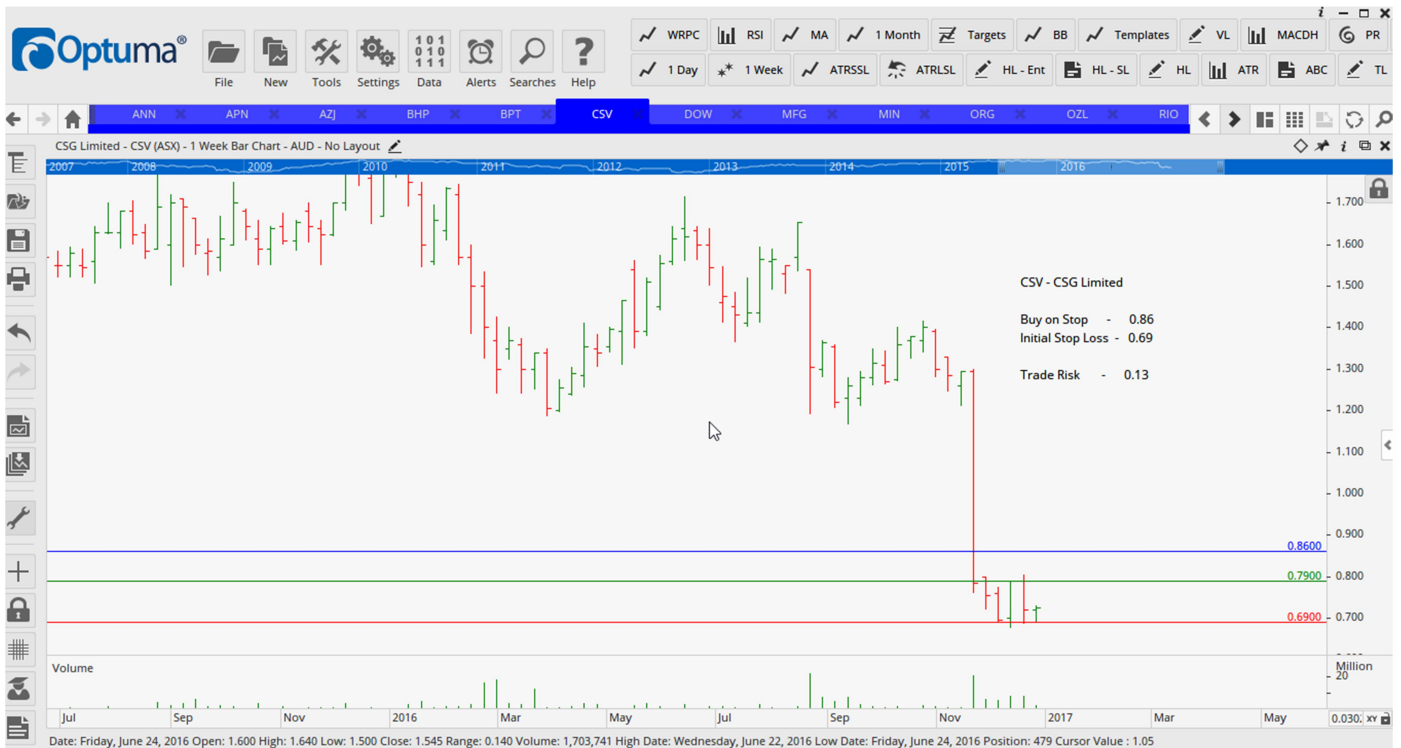 i
Optuma®
File New Tools Settings Data Alerts Searches Help
WRPC RSI MA 1 Month Targets BB Templates VL MACDH PR
1 Day 1 Week ATRSSL ATRLSL HL - Ent HL - SL HL ATR ABC TL
ANN APN AZJ BHP BPT CSV DOW MFG MIN ORG OZL RIO
CSG Limited - CSV (ASX) - 1 Week Bar Chart - AUD - No Layout
2007 2008 2009 2010 2011 2012 2013 2014 2015 2016
1.700
1.600
CSV - CSG Limited
1.500
Buy on Stop - 0.86
1.400
Initial Stop Loss - 0.69
Trade Risk - 0.13
1.300
1.200
1.100
1.000
0.900
0.8600
0.7900
0.800
0.6900
0.700
Volume
Million
20
Jul Sep Nov 2016 Mar May Jul Sep Nov 2017 Mar May 0.030. XY
Date: Friday, June 24, 2016 Open: 1.600 High: 1.640 Low: 1.500 Close: 1.545 Range: 0.140 Volume: 1,703,741 High Date: Wednesday, June 22, 2016 Low Date: Friday, June 24, 2016 Position: 479 Cursor Value : 1.05